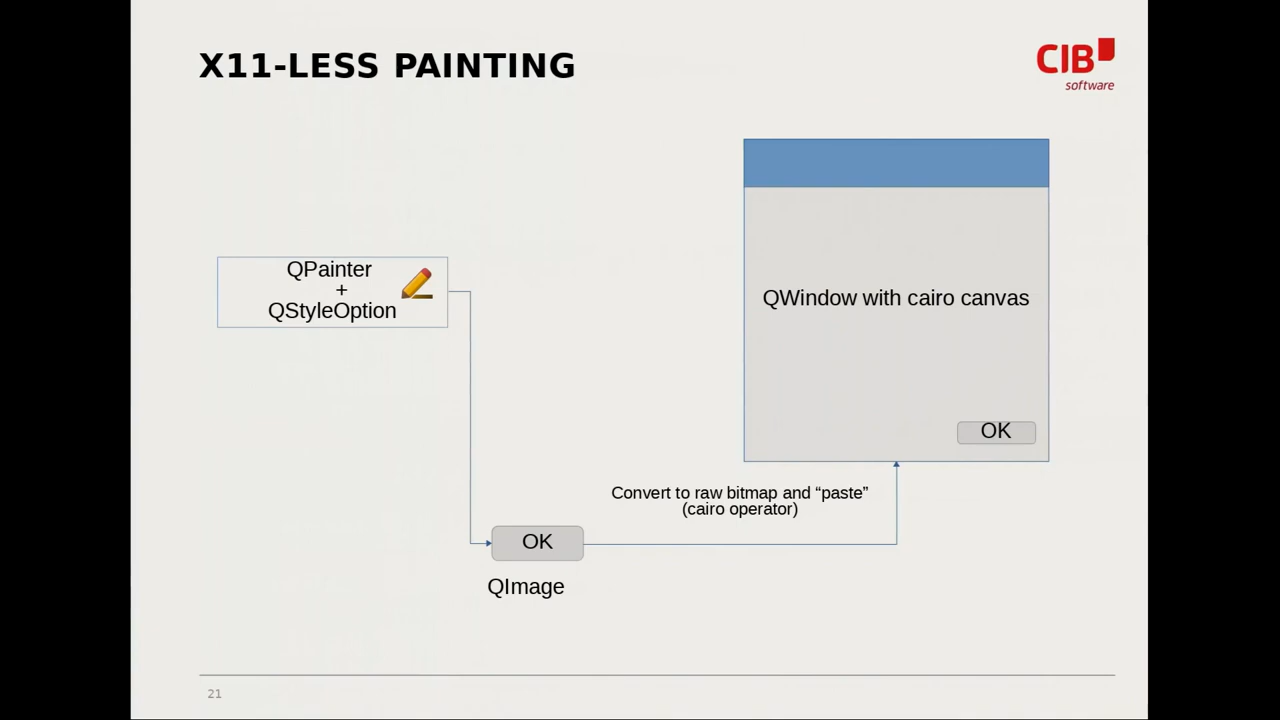 X11-LESS PAINTING
CIB
software
QPainter
+
QStyleOption
QWindow with cairo canvas
OK
Convert to raw bitmap and “paste”
(cairo operator)
OK
QImage
21